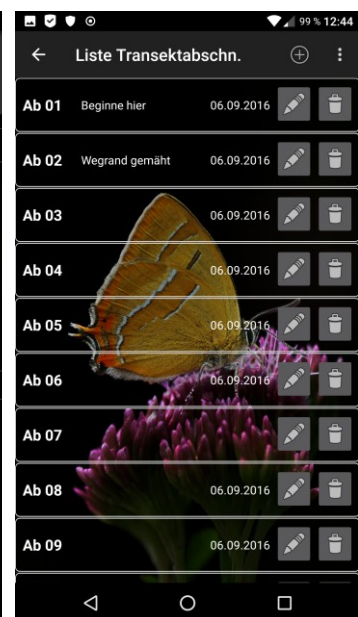 99 % 12:44
Liste Transektabschn.
Ab 01 Beginne hier 06.09.2016
Ab 02 Wegrand gemäht 06.09.2016
Ab 03 06.09.2016
Ab 04 06.09.2016
Ab 05 06.09.2016
Ab 06 06.09.2016
Ab 07 06.09.2016
Ab 08 06.09.2016
Ab 09 06.09.2016